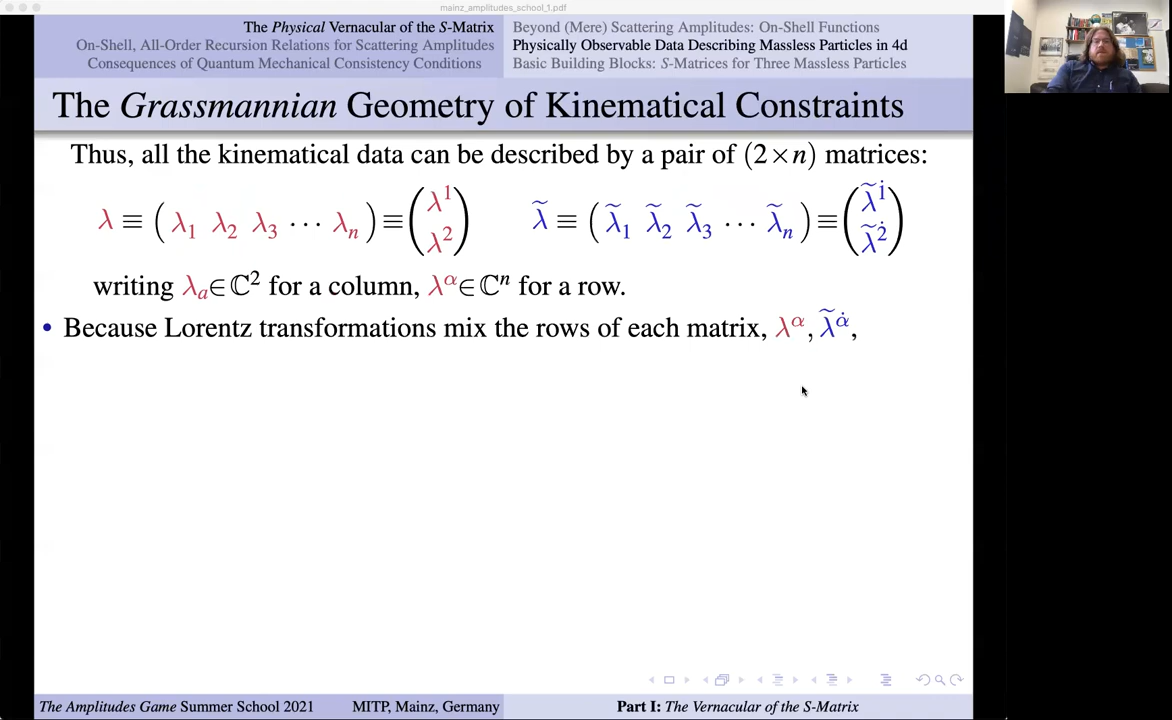 mainz_amplitudes_school_1.pdf
The Physical Vernacular of the S-Matrix
On-Shell, All-Order Recursion Relations for Scattering Amplitudes
Consequences of Quantum Mechanical Consistency Conditions
Beyond (Mere) Scattering Amplitudes: On-Shell Functions
Physically Observable Data Describing Massless Particles in 4d
Basic Building Blocks: S-Matrices for Three Massless Particles
The Grassmannian Geometry of Kinematical Constraints
Thus, all the kinematical data can be described by a pair of (2×n) matrices:
λ ≡ (λ₁ λ₂ λ₃ ⋯ λₙ) ≡ (λ¹ λ²) λ̃ ≡ (λ̃₁ λ̃₂ λ̃₃ ⋯ λ̃ₙ) ≡ (λ̃^1̇ λ̃^2̇)
writing λₐ∈ℂ² for a column, λ^α∈ℂⁿ for a row.
• Because Lorentz transformations mix the rows of each matrix, λ^α, λ̃^α̇,
The Amplitudes Game Summer School 2021 MITP, Mainz, Germany Part I: The Vernacular of the S-Matrix